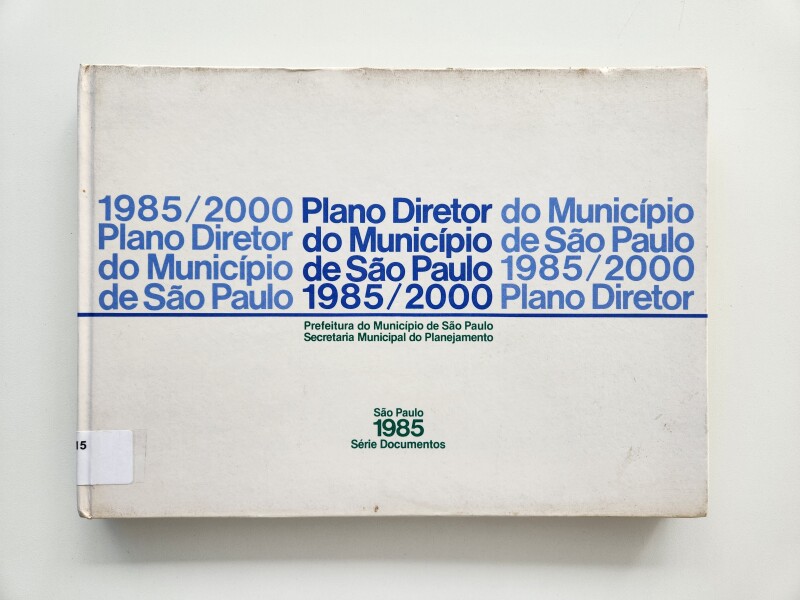 1985/2000 Plano Diretor do Município
Plano Diretor do Município de São Paulo
do Município de São Paulo 1985/2000
de São Paulo 1985/2000 Plano Diretor
Prefeitura do Município de São Paulo
Secretaria Municipal do Planejamento
São Paulo
1985
Série Documentos
15